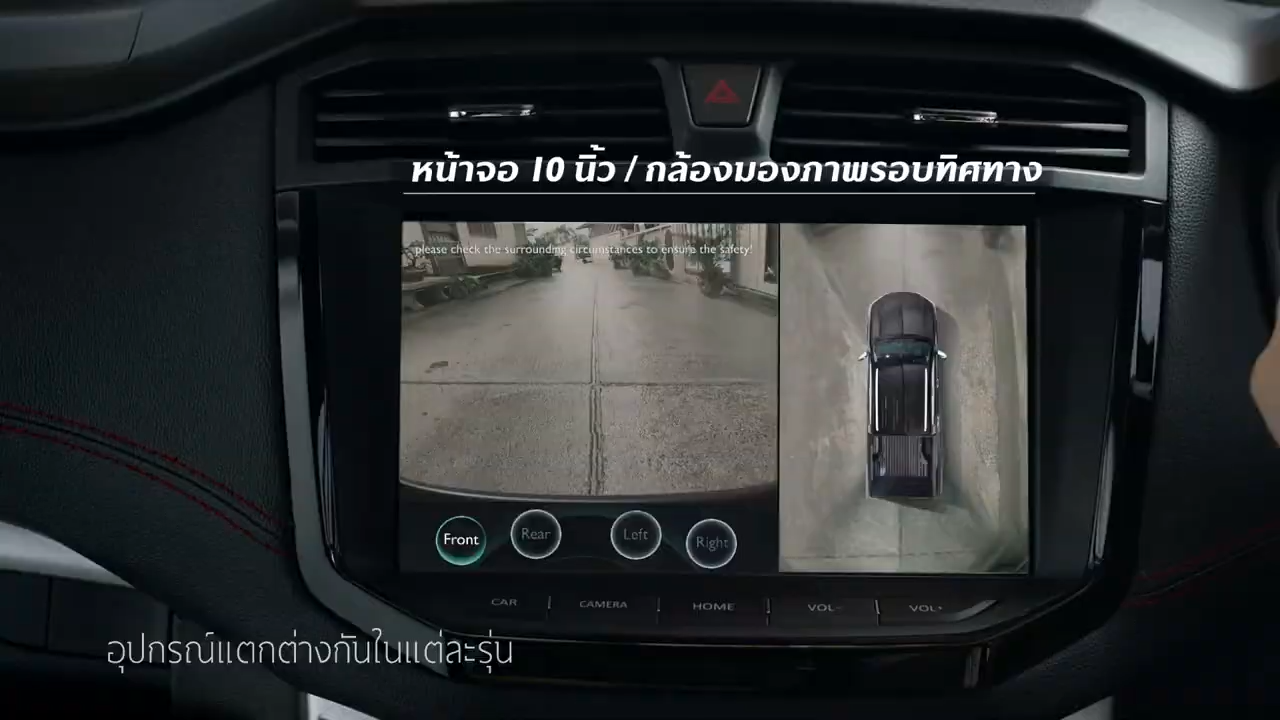 หน้าจอ 10 นิ้ว / กล้องมองภาพรอบทิศทาง
please check the surrounding circumstances to ensure the safety!
Front Rear Left Right
CAR CAMERA HOME VOL- VOL+
อุปกรณ์แตกต่างกันในแต่ละรุ่น